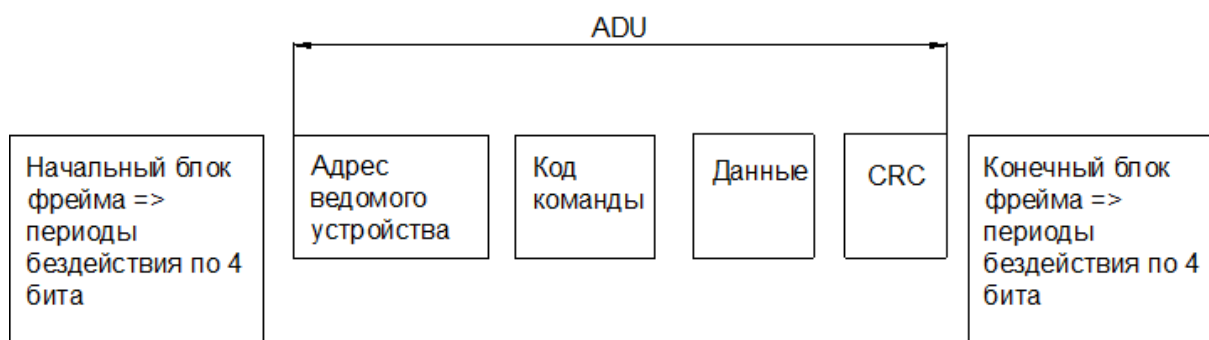 ADU
Начальный блок
фрейма =>
периоды
бездействия по 4
бита
Адрес
ведомого
устройства
Код
команды
Данные
CRC
Конечный блок
фрейма =>
периоды
бездействия по 4
бита